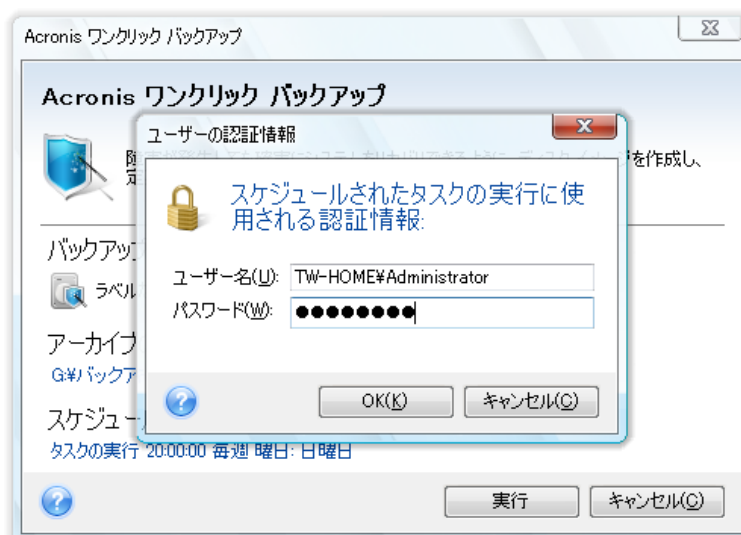 Acronis ワンクリック バックアップ
Acronis ワンクリック バックアップ
ユーザーの認証情報
を作成し、
スケジュールされたタスクの実行に使
用される認証情報:
バックアップ
ユーザー名(U): TW-HOME¥Administrator
ラベル
パスワード(W): ●●●●●●●●
アーカイブ
G:¥バックア
OK(K) キャンセル(C)
スケジュー
タスクの実行 20:00:00 毎週 曜日: 日曜日
実行 キャンセル(C)